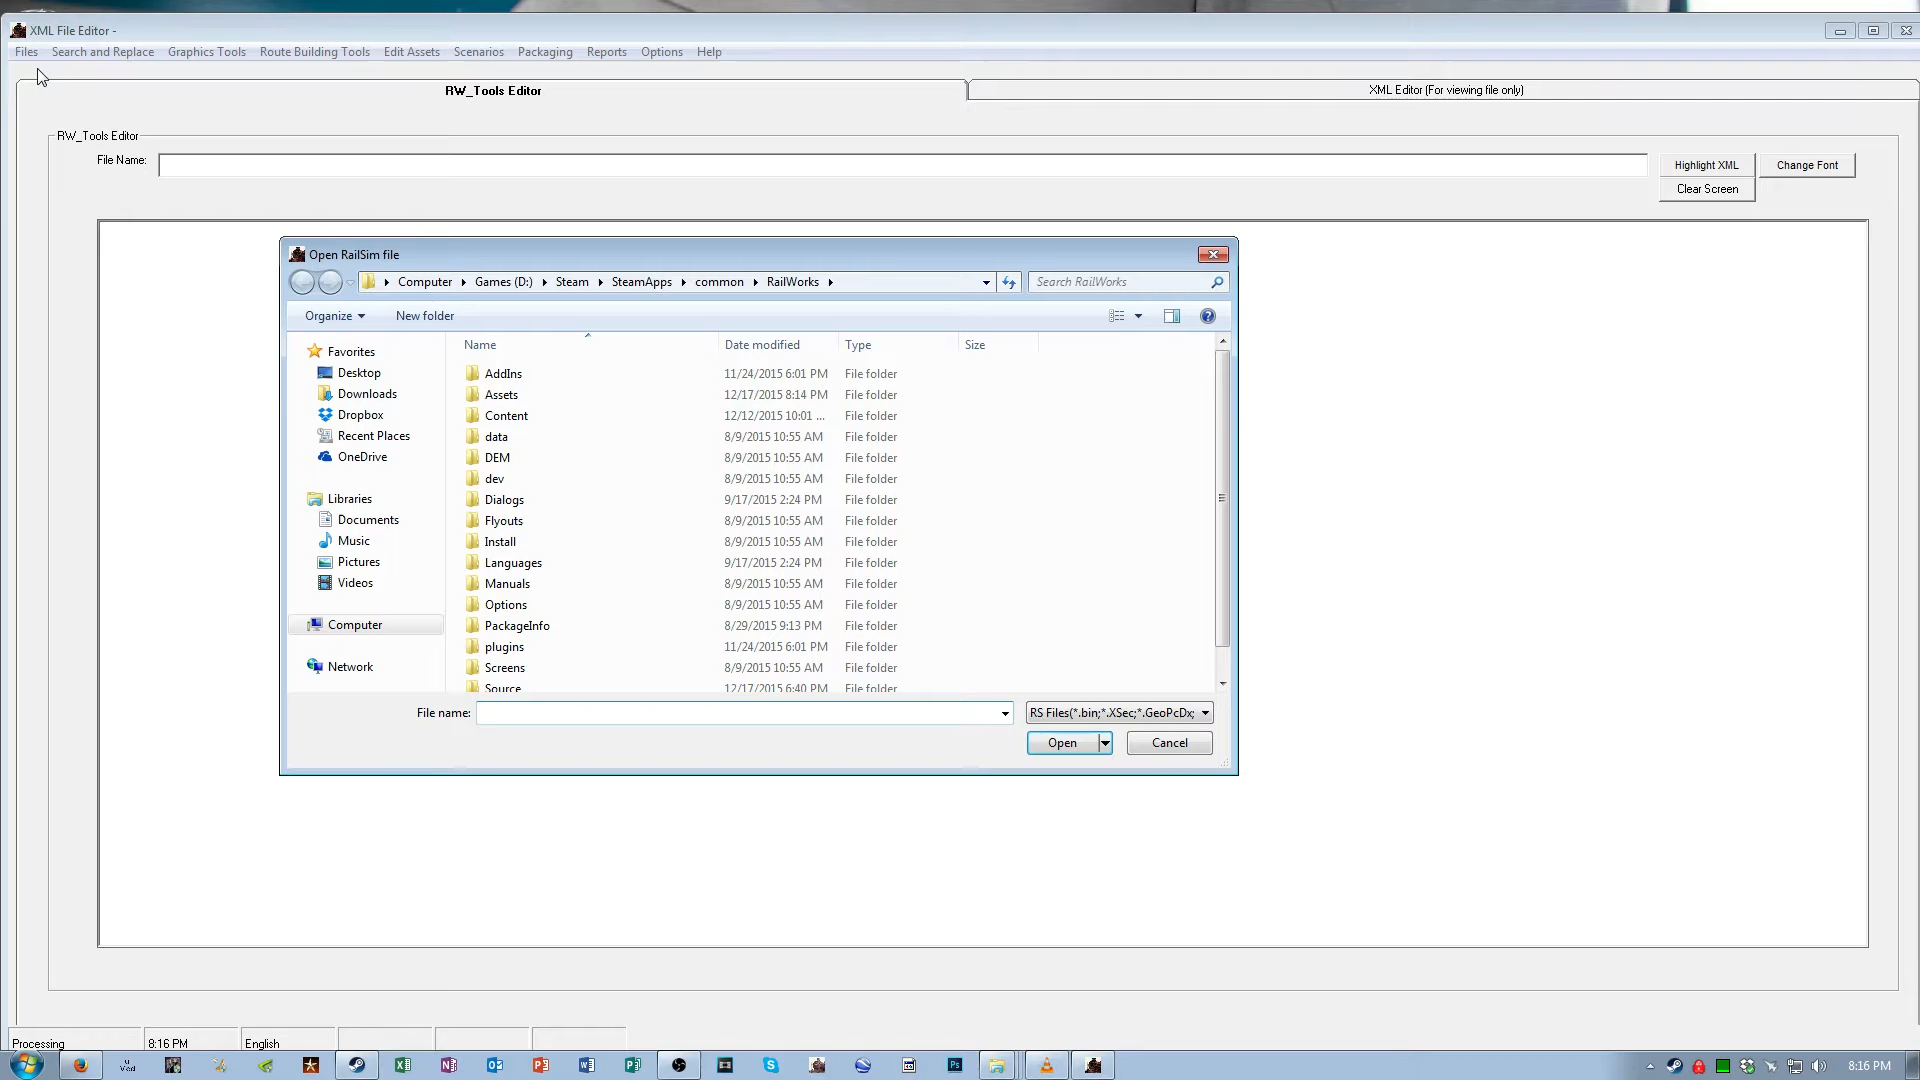 XML File Editor -
Files Search and Replace Graphics Tools Route Building Tools Edit Assets Scenarios Packaging Reports Options Help
RW_Tools Editor
XML Editor (For viewing file only)
RW_Tools Editor
File Name:
Highlight XML
Change Font
Clear Screen
Open RailSim file
Computer Games (D:) Steam SteamApps common RailWorks
Search RailWorks
Organize New folder
Name Date modified Type Size
Favorites
Desktop
Downloads
Dropbox
Recent Places
OneDrive
Libraries
Documents
Music
Pictures
Videos
Computer
Network
AddIns 11/24/2015 6:01 PM File folder
Assets 12/17/2015 8:14 PM File folder
Content 12/12/2015 10:01 ... File folder
data 8/9/2015 10:55 AM File folder
DEM 8/9/2015 10:55 AM File folder
dev 8/9/2015 10:55 AM File folder
Dialogs 9/17/2015 2:24 PM File folder
Flyouts 8/9/2015 10:55 AM File folder
Install 8/9/2015 10:55 AM File folder
Languages 9/17/2015 2:24 PM File folder
Manuals 8/9/2015 10:55 AM File folder
Options 8/9/2015 10:55 AM File folder
PackageInfo 8/29/2015 9:13 PM File folder
plugins 11/24/2015 6:01 PM File folder
Screens 8/9/2015 10:55 AM File folder
Source 12/17/2015 6:40 PM File folder
File name:
RS Files(*.bin;*.XSec;*.GeoPcDx;
Open Cancel
Processing 8:16 PM English
8:16 PM